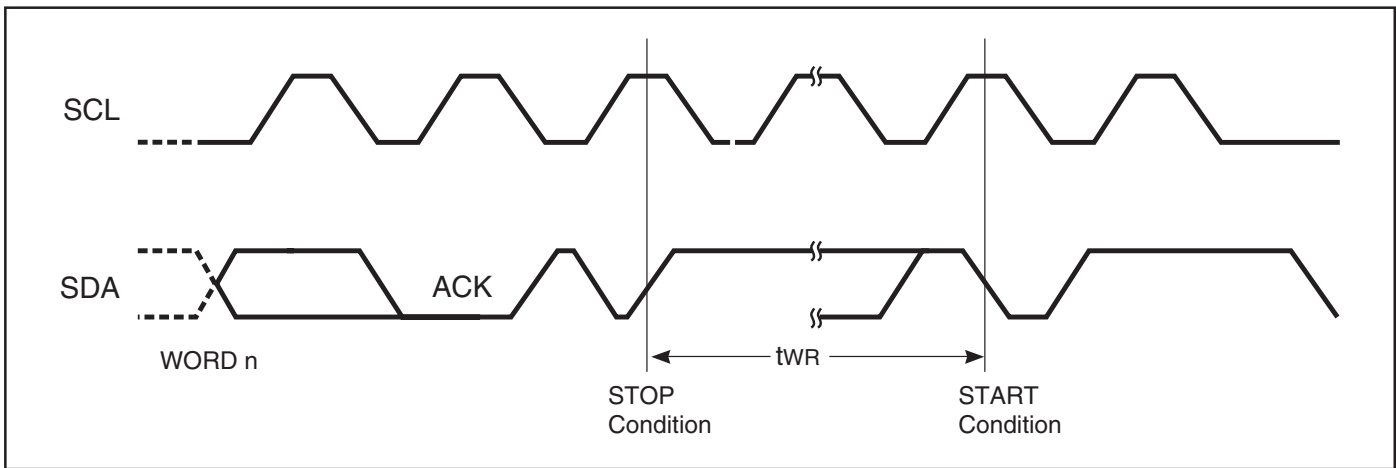 SCL
SDA
ACK
WORD n
tWR
STOP
Condition
START
Condition